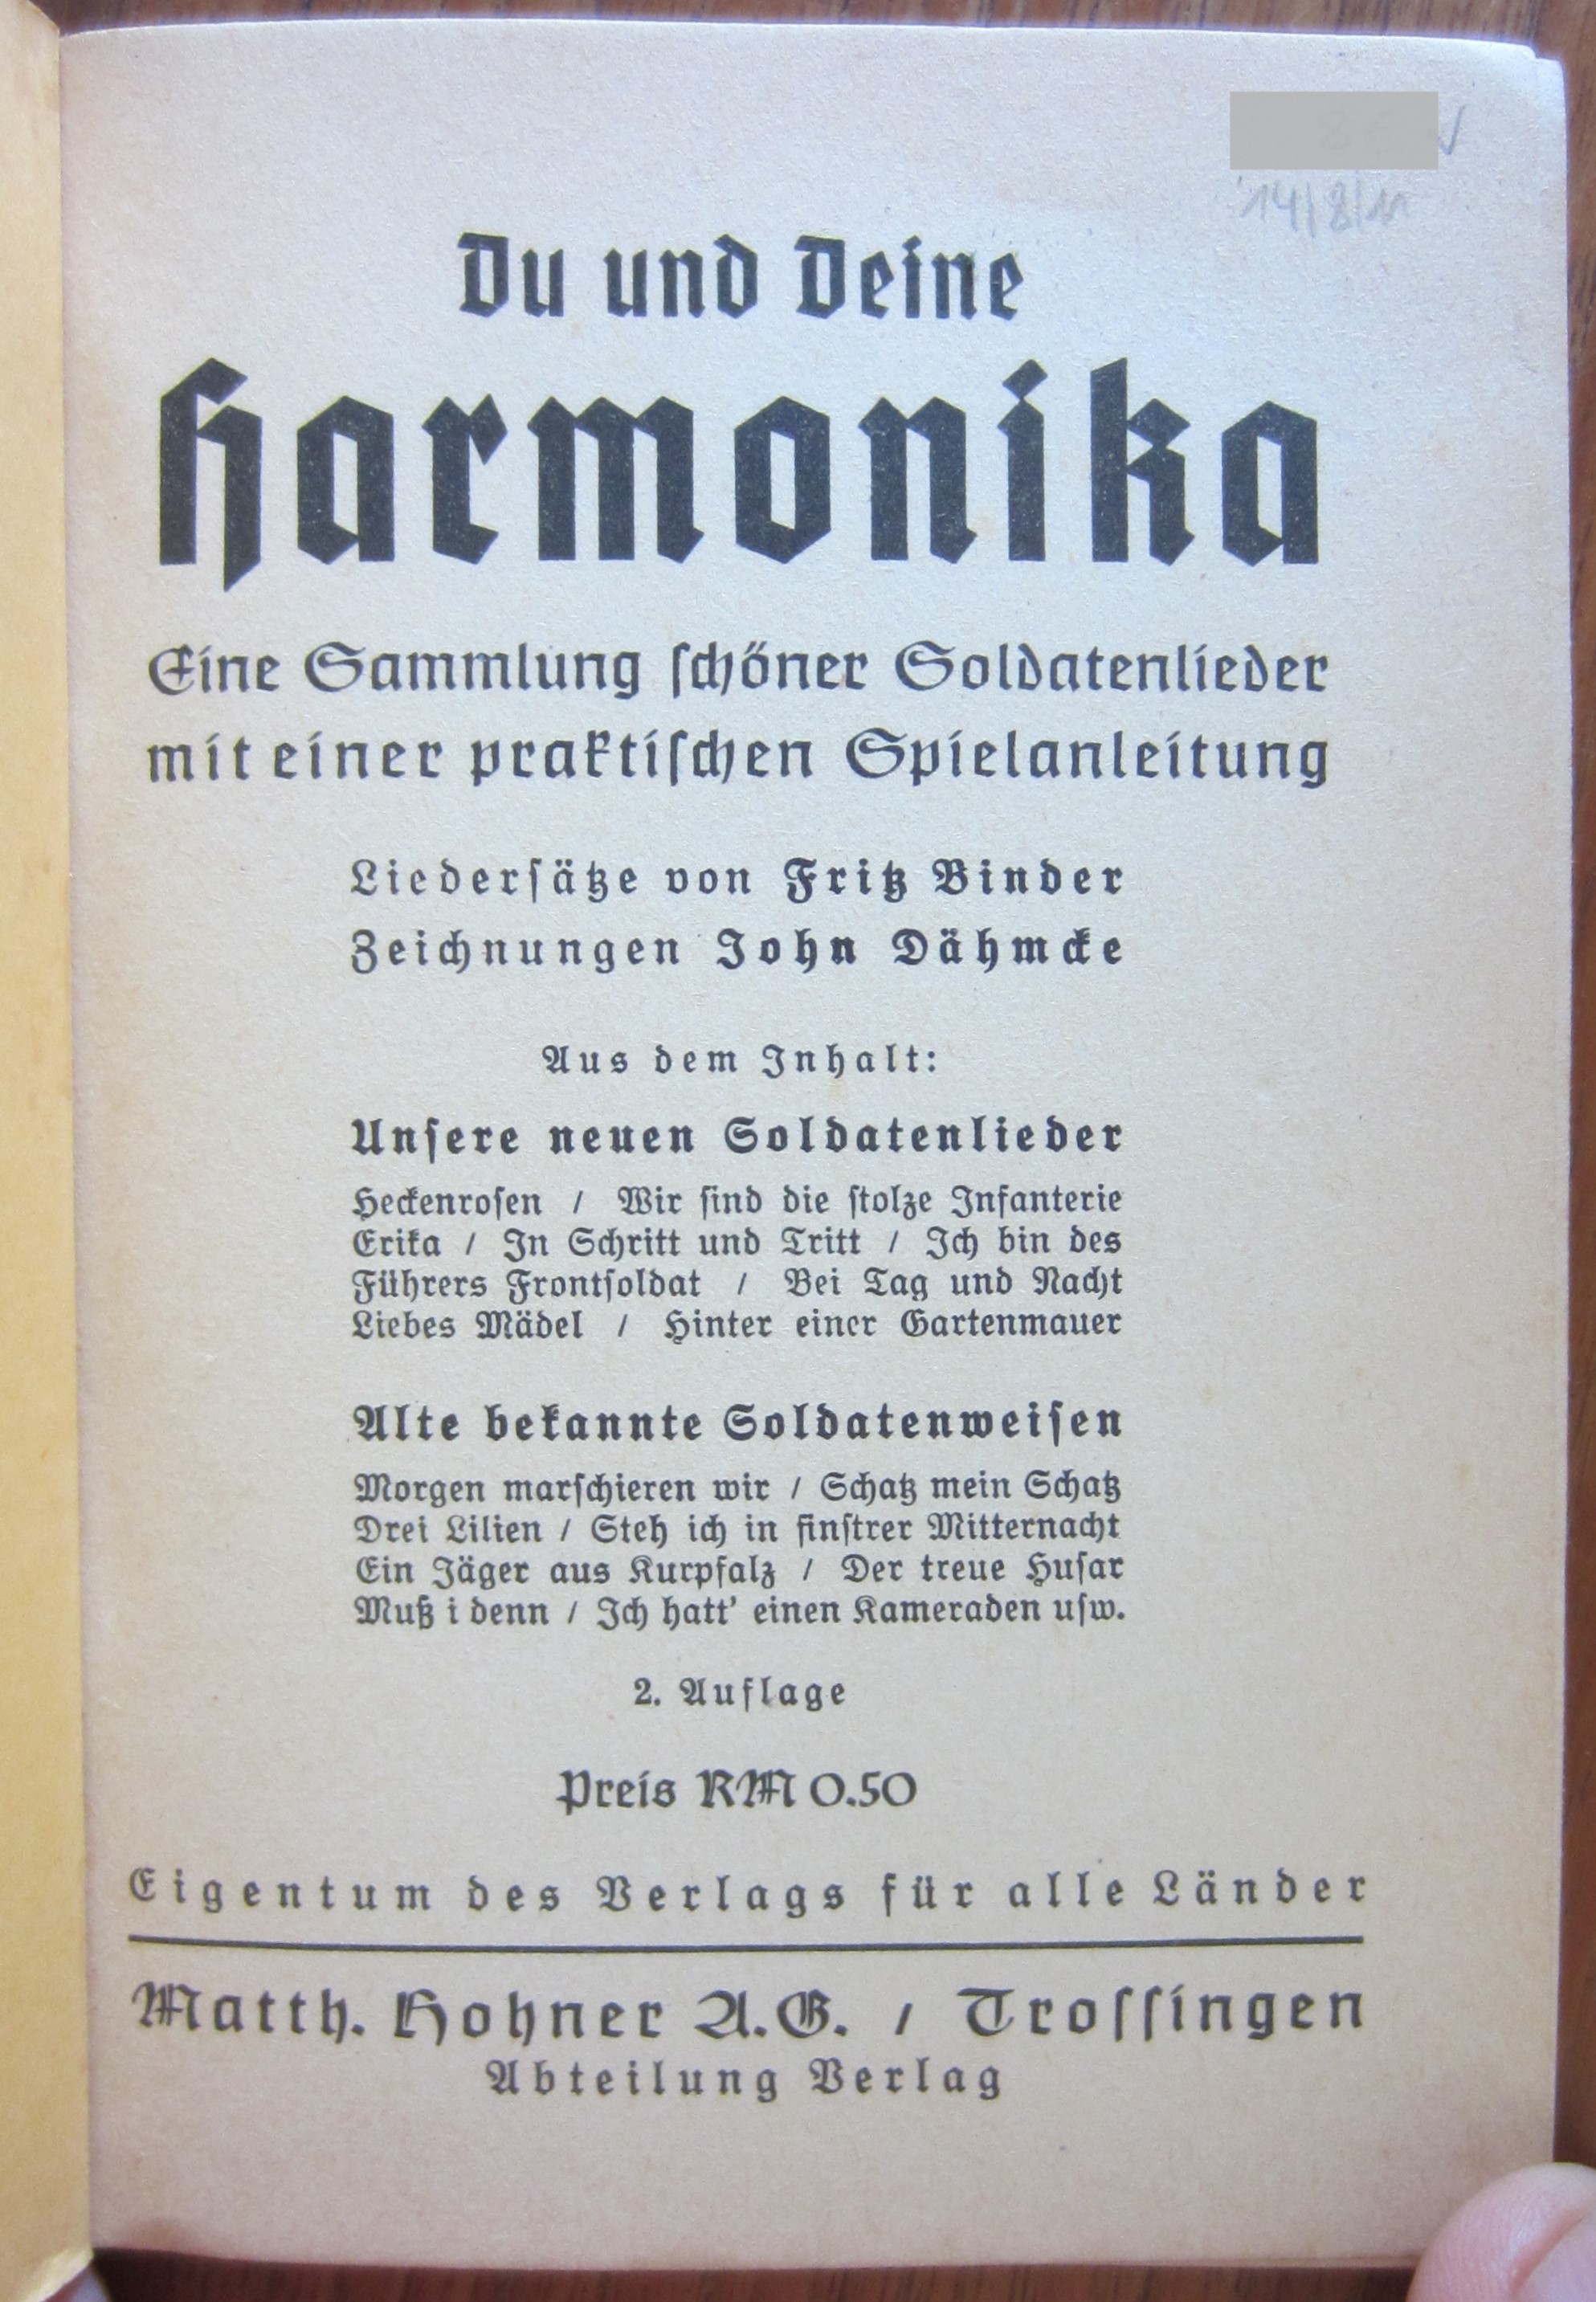 14/8/11
Du und Deine
Harmonika
Eine Sammlung ſchöner Soldatenlieder
mit einer praktiſchen Spielanleitung
Liederſätze von Fritz Binder
Zeichnungen John Dähmcke
Aus dem Inhalt:
Unſere neuen Soldatenlieder
Heckenroſen / Wir ſind die ſtolze Infanterie
Erika / In Schritt und Tritt / Ich bin des
Führers Frontſoldat / Bei Tag und Nacht
Liebes Mädel / Hinter einer Gartenmauer
Alte bekannte Soldatenweiſen
Morgen marſchieren wir / Schatz mein Schatz
Drei Lilien / Steh ich in finſtrer Mitternacht
Ein Jäger aus Kurpfalz / Der treue Huſar
Muß i denn / Ich hatt' einen Kameraden uſw.
2. Auflage
Preis RM 0.50
Eigentum des Verlags für alle Länder
Matth. Hohner A.G. / Troſſingen
Abteilung Verlag